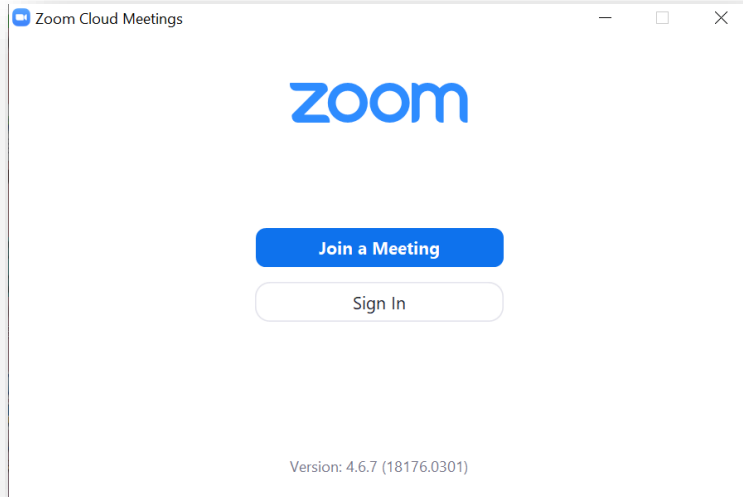 Zoom Cloud Meetings
zoom
Join a Meeting
Sign In
Version: 4.6.7 (18176.0301)